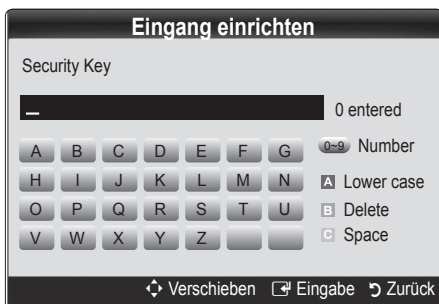 Eingang einrichten
Security Key
_ 0 entered
A B C D E F G 0~9 Number
H I J K L M N A Lower case
O P Q R S T U B Delete
V W X Y Z C Space
Verschieben Eingabe Zurück